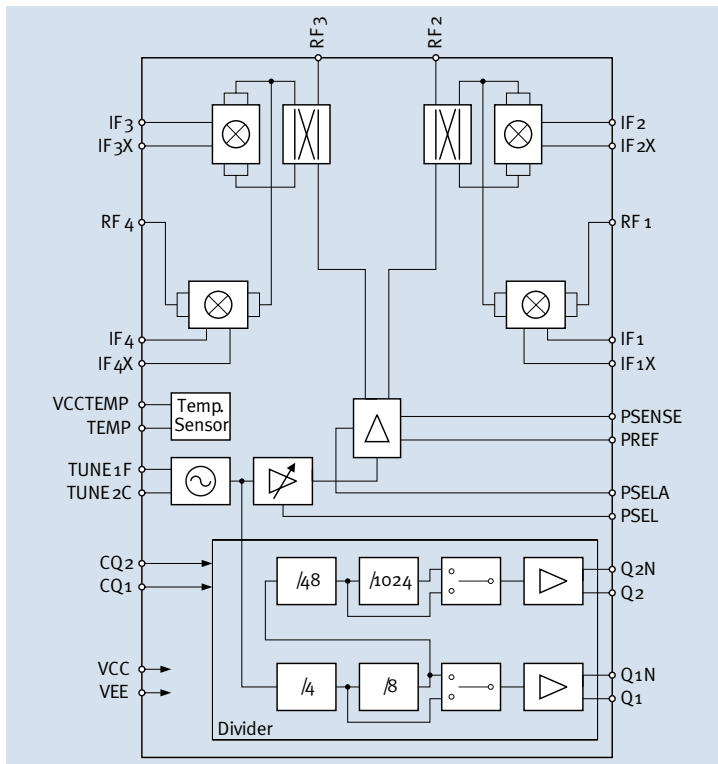 RF3
RF2
IF3
IF3X
IF2
IF2X
RF4
RF1
IF4
IF4X
IF1
IF1X
VCCTEMP
TEMP
Temp.
Sensor
PSENSE
PREF
TUNE1F
TUNE2C
PSELA
PSEL
CQ2
CQ1
/48
/1024
Q2N
Q2
VCC
VEE
/4
/8
Q1N
Q1
Divider